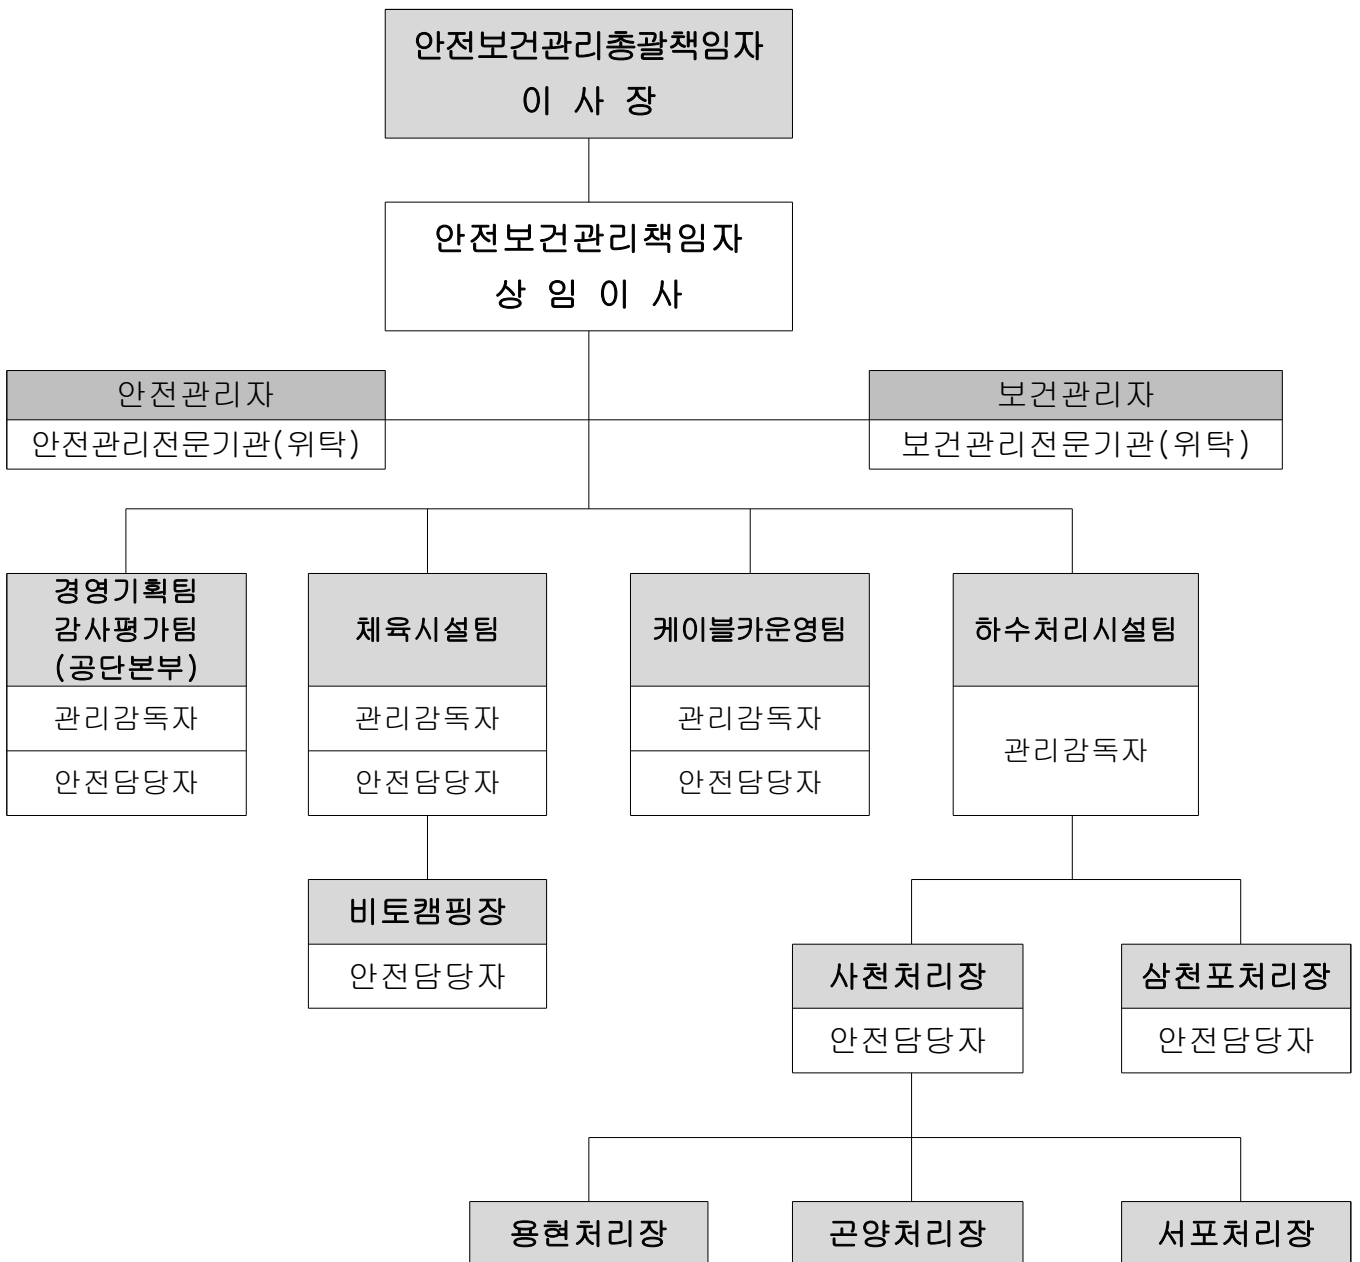 안전보건관리총괄책임자
이 사 장
안전보건관리책임자
상 임 이 사
안전관리자
안전관리전문기관(위탁)
보건관리자
보건관리전문기관(위탁)
경영기획팀
감사평가팀
(공단본부)
관리감독자
안전담당자
체육시설팀
관리감독자
안전담당자
케이블카운영팀
관리감독자
안전담당자
하수처리시설팀
관리감독자
비토캠핑장
안전담당자
사천처리장
안전담당자
삼천포처리장
안전담당자
용현처리장
곤양처리장
서포처리장